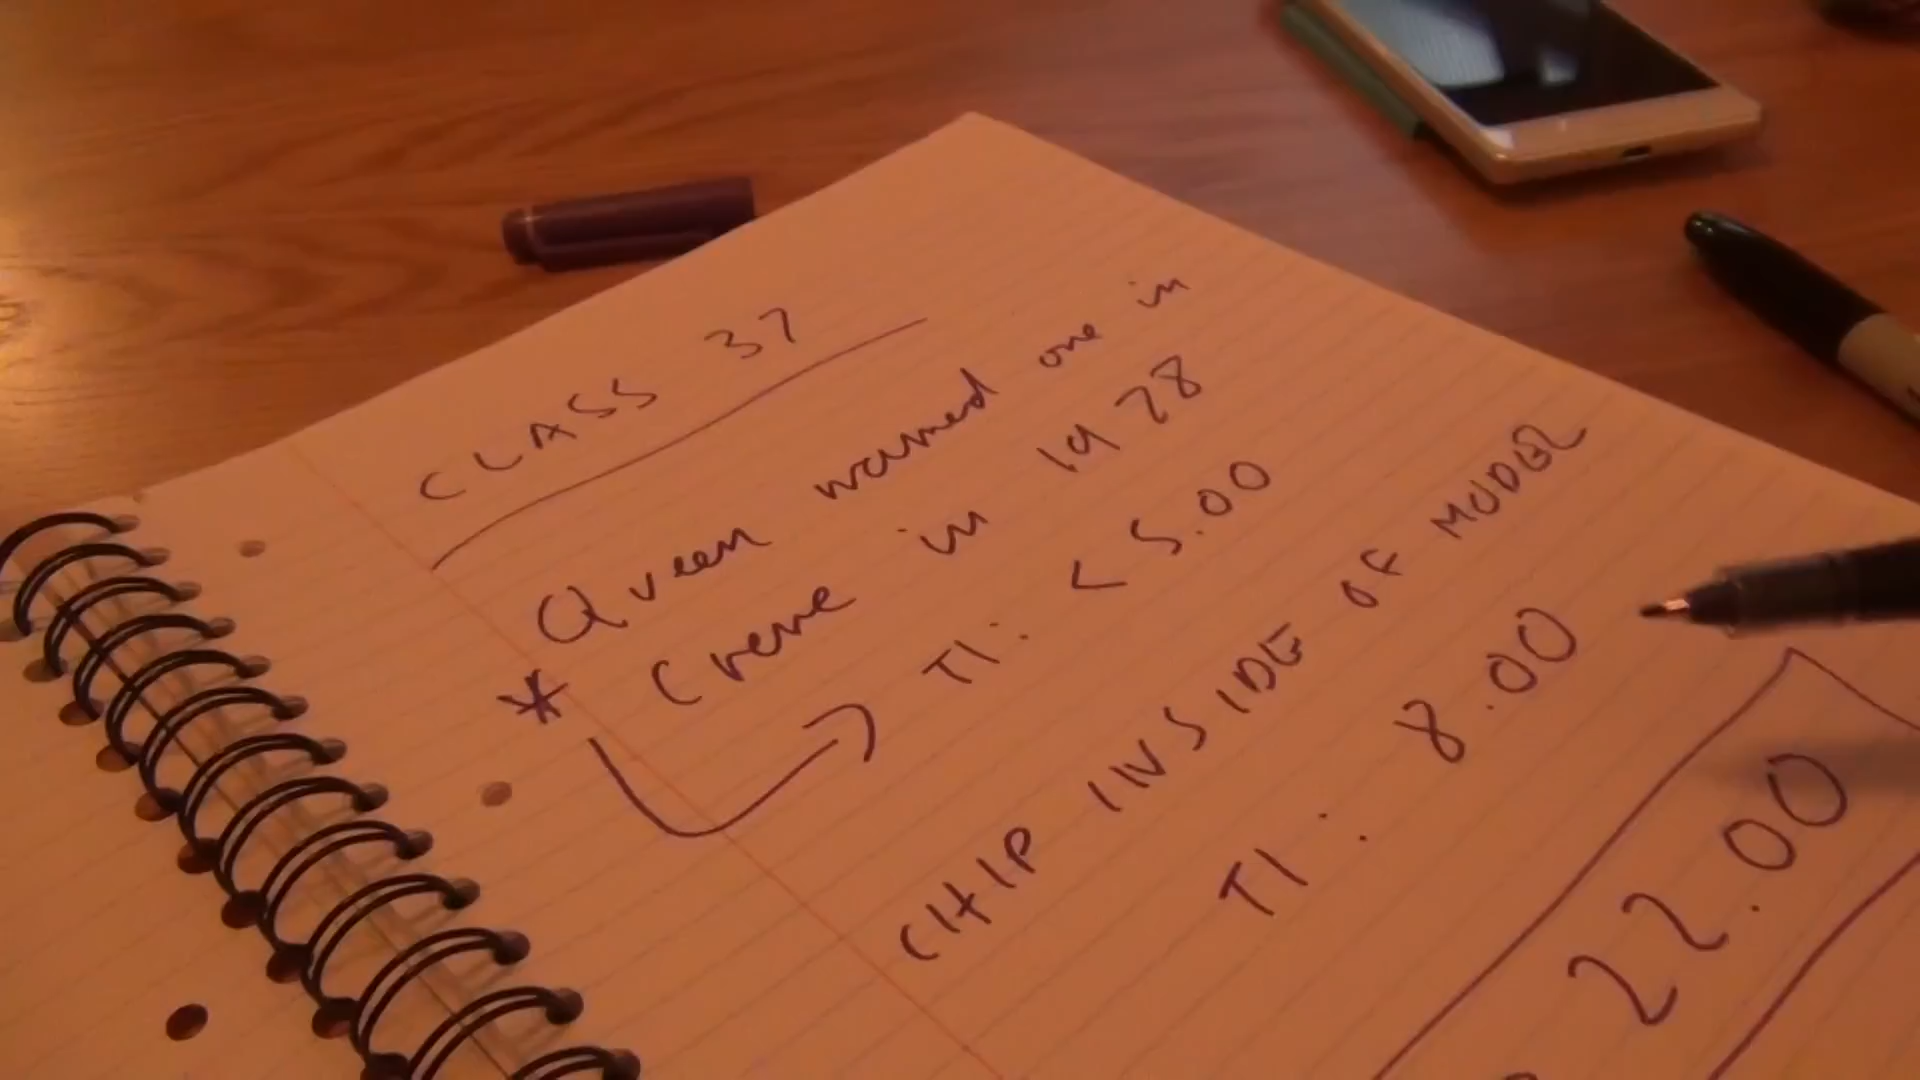 CLASS 37
Queen named one in
* Crewe in 1978
TI: < 5.00
CHIP INSIDE OF MODEL
TI: 8.00
22.00